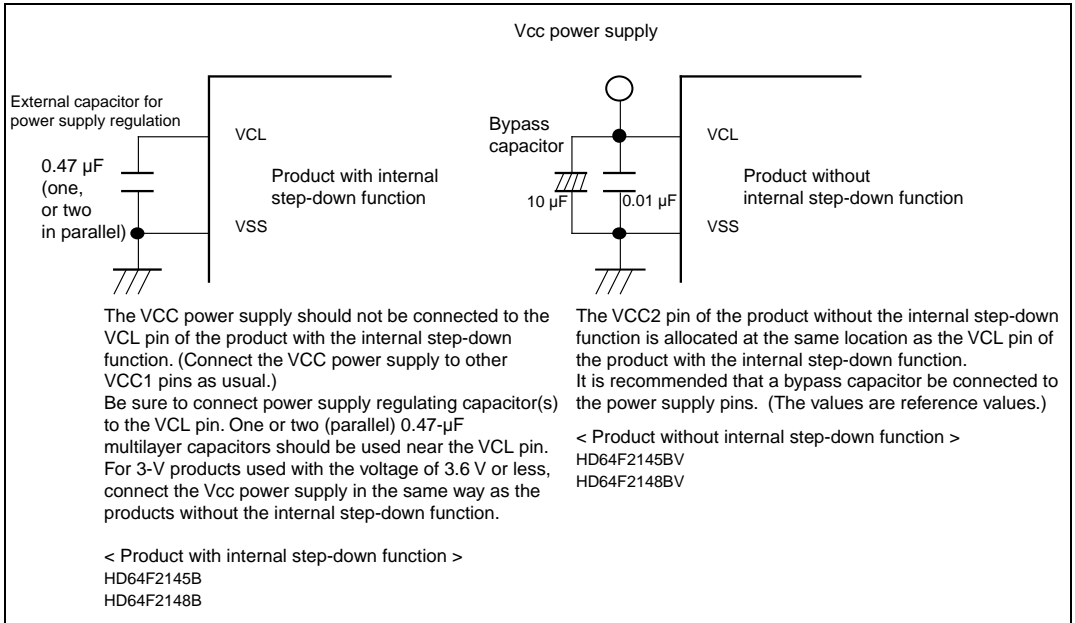 Vcc power supply
External capacitor for
power supply regulation
VCL
0.47 µF
(one,
or two
in parallel)
Product with internal
step-down function
VSS
Bypass
capacitor
10 µF
0.01 µF
VCL
Product without
internal step-down function
VSS
The VCC power supply should not be connected to the
VCL pin of the product with the internal step-down
function. (Connect the VCC power supply to other
VCC1 pins as usual.)
Be sure to connect power supply regulating capacitor(s)
to the VCL pin. One or two (parallel) 0.47-µF
multilayer capacitors should be used near the VCL pin.
For 3-V products used with the voltage of 3.6 V or less,
connect the Vcc power supply in the same way as the
products without the internal step-down function.
< Product with internal step-down function >
HD64F2145B
HD64F2148B
The VCC2 pin of the product without the internal step-down
function is allocated at the same location as the VCL pin of
the product with the internal step-down function.
It is recommended that a bypass capacitor be connected to
the power supply pins. (The values are reference values.)
< Product without internal step-down function >
HD64F2145BV
HD64F2148BV